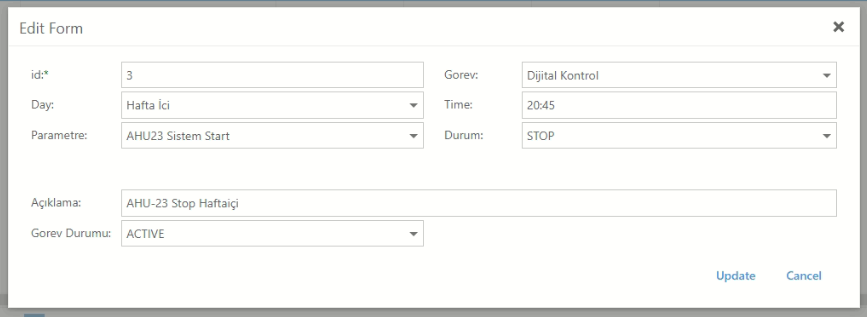 Edit Form
id:* 3 Gorev: Dijital Kontrol
Day: Hafta İci Time: 20:45
Parametre: AHU23 Sistem Start Durum: STOP
Açıklama: AHU-23 Stop Haftaiçi
Gorev Durumu: ACTIVE
Update Cancel